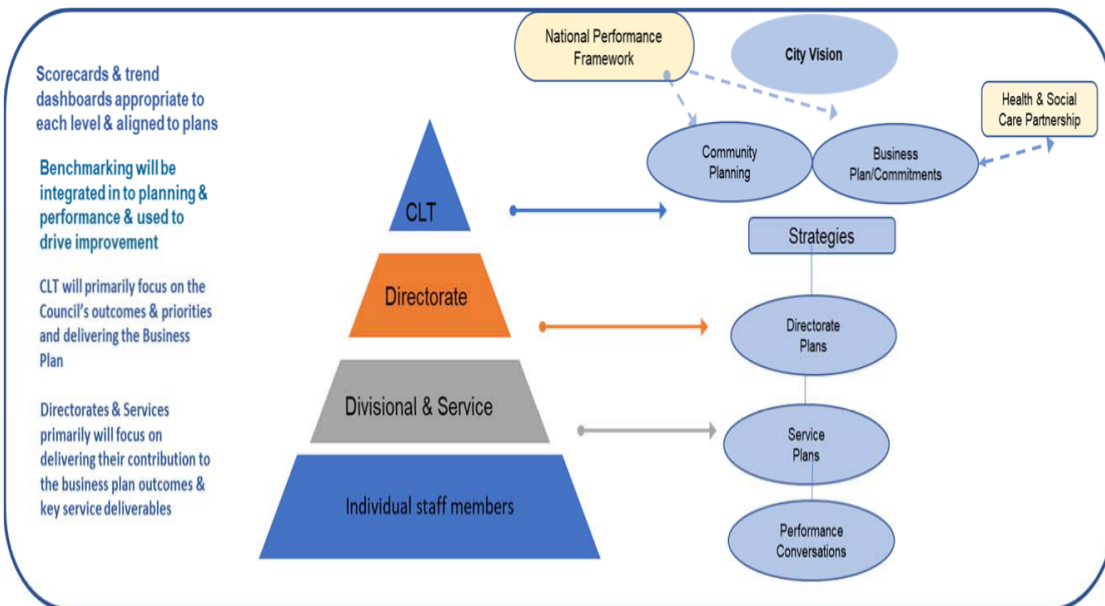 Scorecards & trend
dashboards appropriate to
each level & aligned to plans
Benchmarking will be
integrated in to planning &
performance & used to
drive improvement
CLT will primarily focus on the
Council's outcomes & priorities
and delivering the Business
Plan
Directorates & Services
primarily will focus on
delivering their contribution to
the business plan outcomes &
key service deliverables
CLT
Directorate
Divisional & Service
Individual staff members
National Performance
Framework
City Vision
Health & Social
Care Partnership
Community
Planning
Business
Plan/Commitments
Strategies
Directorate
Plans
Service
Plans
Performance
Conversations